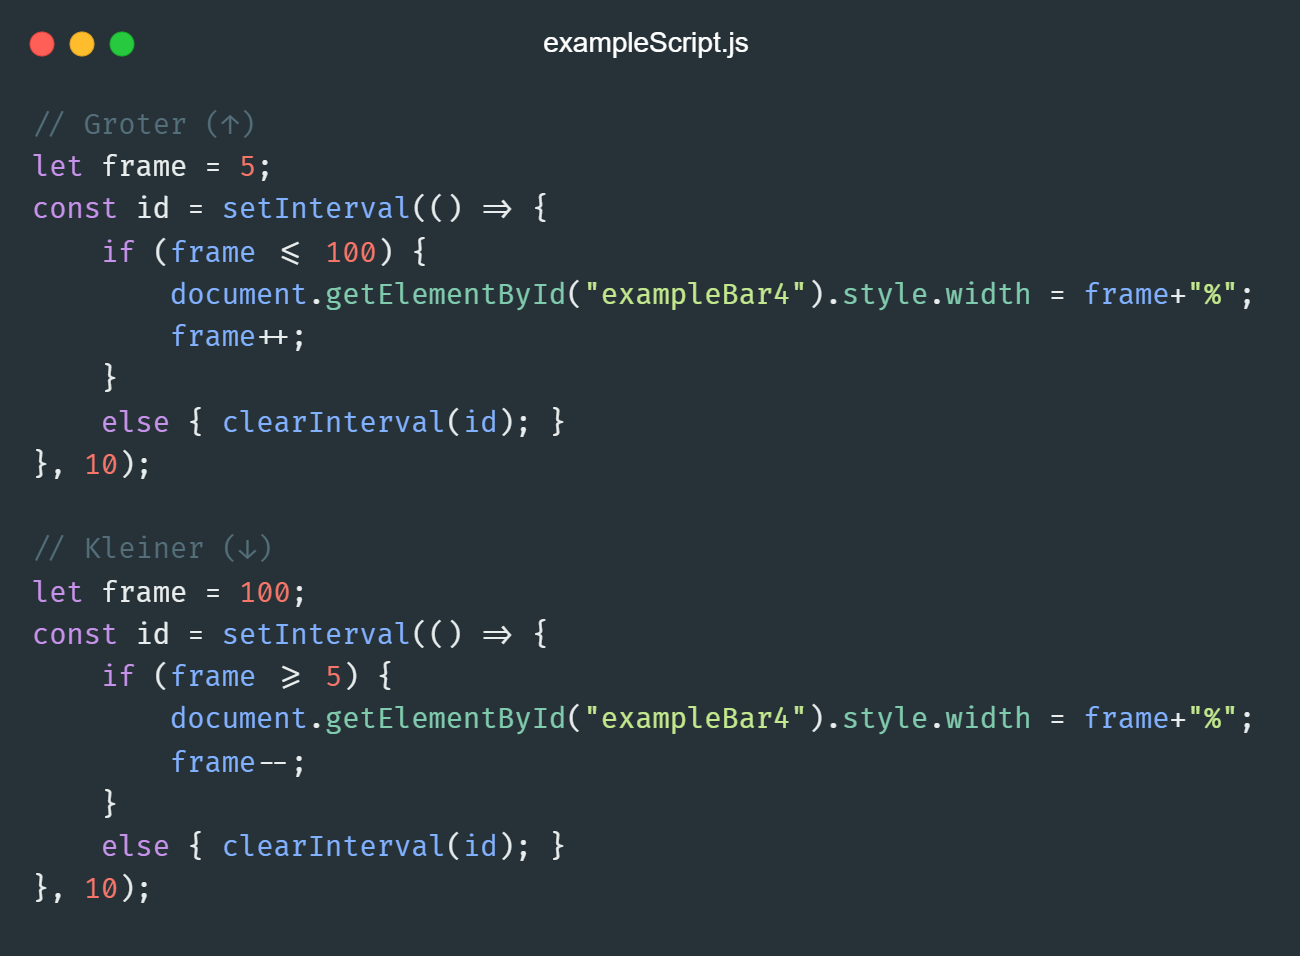 exampleScript.js
// Groter (↑)
let frame = 5;
const id = setInterval(() => {
    if (frame <= 100) {
        document.getElementById("exampleBar4").style.width = frame+"%";
        frame++;
    }
    else { clearInterval(id); }
}, 10);
// Kleiner (↓)
let frame = 100;
const id = setInterval(() => {
    if (frame >= 5) {
        document.getElementById("exampleBar4").style.width = frame+"%";
        frame--;
    }
    else { clearInterval(id); }
}, 10);